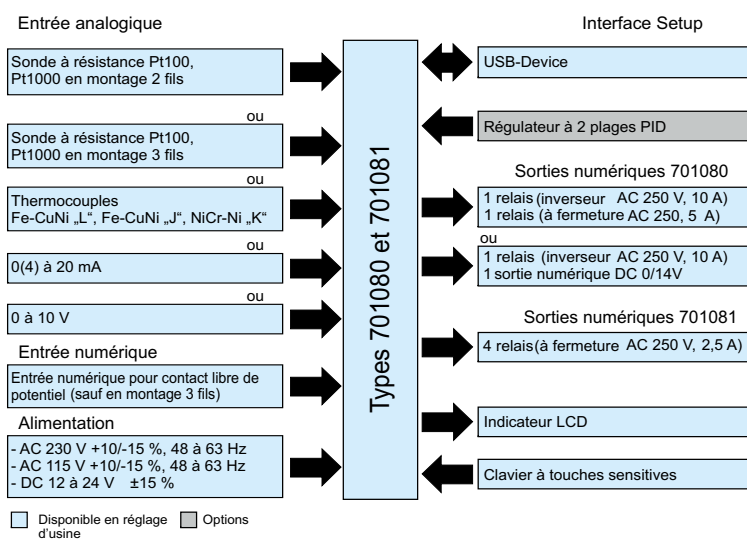 Entrée analogique
Sonde à résistance Pt100,
Pt1000 en montage 2 fils
ou
Sonde à résistance Pt100,
Pt1000 en montage 3 fils
ou
Thermocouples
Fe-CuNi „L“, Fe-CuNi „J“, NiCr-Ni „K“
ou
0(4) à 20 mA
ou
0 à 10 V
Entrée numérique
Entrée numérique pour contact libre de
potentiel (sauf en montage 3 fils)
Alimentation
- AC 230 V +10/-15 %, 48 à 63 Hz
- AC 115 V +10/-15 %, 48 à 63 Hz
- DC 12 à 24 V ±15 %
Types 701080 et 701081
Interface Setup
USB-Device
Régulateur à 2 plages PID
Sorties numériques 701080
1 relais (inverseur AC 250 V, 10 A)
1 relais (à fermeture AC 250, 5 A)
ou
1 relais (inverseur AC 250 V, 10 A)
1 sortie numérique DC 0/14V
Sorties numériques 701081
4 relais (à fermeture AC 250 V, 2,5 A)
Indicateur LCD
Clavier à touches sensitives
Disponible en réglage
d'usine
Options